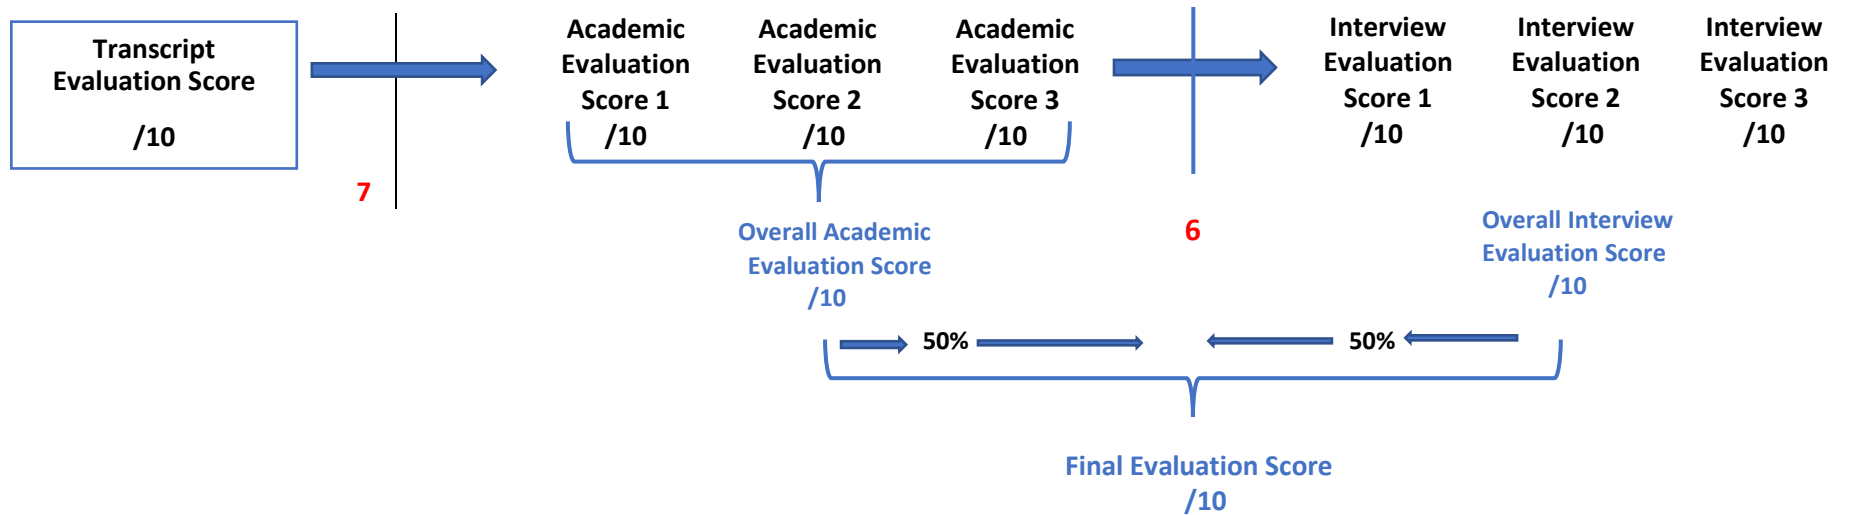 Transcript
Evaluation Score
/10
7
Academic
Evaluation
Score 1
/10
Academic
Evaluation
Score 2
/10
Academic
Evaluation
Score 3
/10
Overall Academic
Evaluation Score
/10
6
Interview
Evaluation
Score 1
/10
Interview
Evaluation
Score 2
/10
Interview
Evaluation
Score 3
/10
Overall Interview
Evaluation Score
/10
50%
50%
Final Evaluation Score
/10